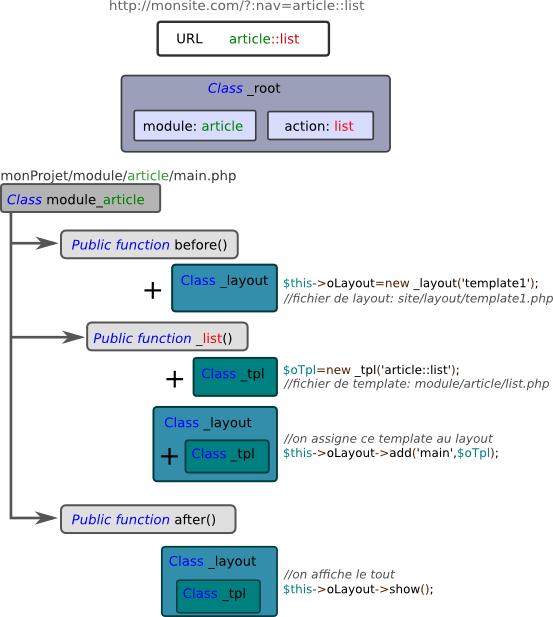 http://monsite.com/?:nav=article::list
URL article::list
Class _root
module: article action: list
monProjet/module/article/main.php
Class module_article
Public function before()
+ Class _layout $this->oLayout=new _layout('template1');
//fichier de layout: site/layout/template1.php
Public function _list()
+ Class _tpl $oTpl=new _tpl('article::list');
//fichier de template: module/article/list.php
Class _layout
//on assigne ce template au layout
+ Class _tpl $this->oLayout->add('main',$oTpl);
Public function after()
Class _layout
//on affiche le tout
Class _tpl $this->oLayout->show();